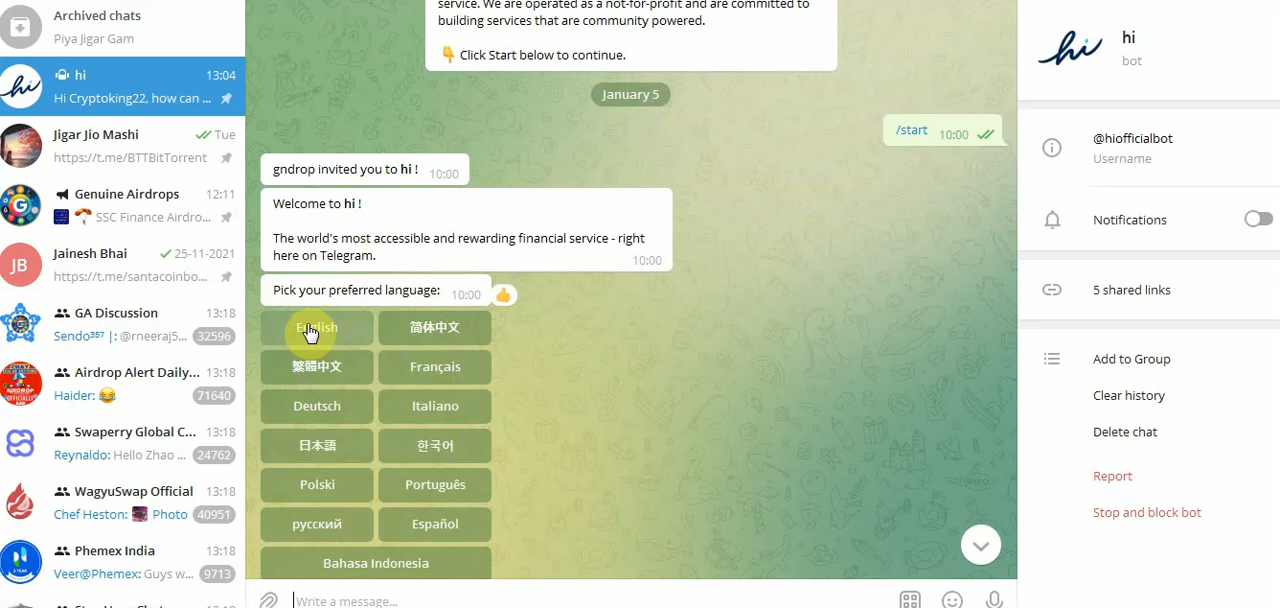 Archived chats
Piya Jigar Gam
hi
13:04
Hi Cryptoking22, how can ...
Jigar Jio Mashi
Tue
https://t.me/BTTBitTorrent
Genuine Airdrops
12:11
SSC Finance Airdro...
JB
Jainesh Bhai
25-11-2021
https://t.me/santacoinbo...
GA Discussion
13:18
Sendo³⁵⁷ |: @rneeraj5...
32596
Airdrop Alert Daily...
13:18
Haider: 😂
71640
Swaperry Global C...
13:18
Reynaldo: Hello Zhao ...
24762
WagyuSwap Official
13:18
Chef Heston: Photo
40951
Phemex India
13:18
Veer@Phemex: Guys w...
9713
13:18
service. We are operated as a not-for-profit and are committed to
building services that are community powered.
👇 Click Start below to continue.
January 5
/start 10:00
gndrop invited you to hi ! 10:00
Welcome to hi !
The world's most accessible and rewarding financial service - right
here on Telegram.
10:00
Pick your preferred language: 10:00 👍
English
简体中文
繁體中文
Français
Deutsch
Italiano
日本語
한국어
Polski
Português
русский
Español
Bahasa Indonesia
Write a message...
hi
hi
bot
@hiofficialbot
Username
Notifications
5 shared links
Add to Group
Clear history
Delete chat
Report
Stop and block bot